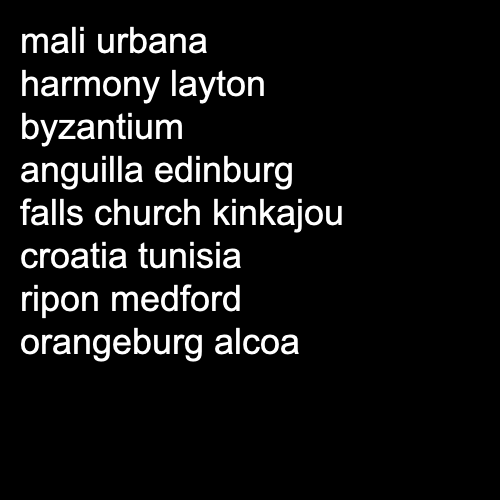 mali urbana
harmony layton
byzantium
anguilla edinburg
falls church kinkajou
croatia tunisia
ripon medford
orangeburg alcoa